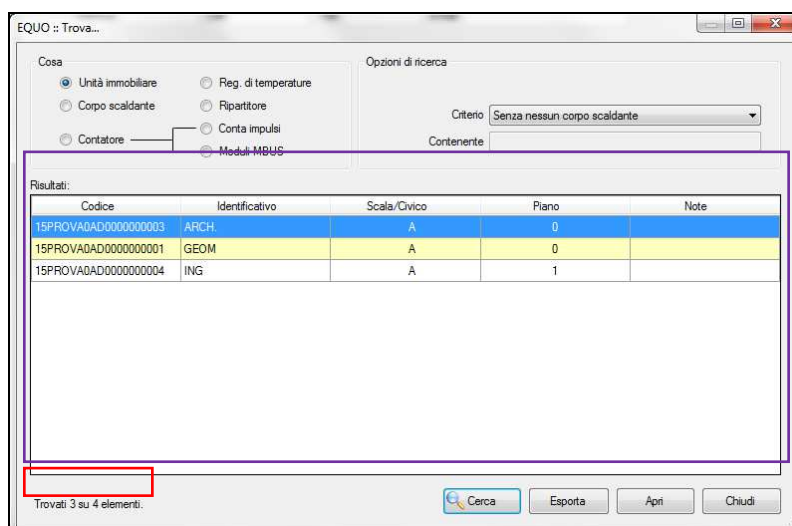 EQUO :: Trova...
Cosa
Unità immobiliare
Reg. di temperature
Corpo scaldante
Ripartitore
Contatore
Conta impulsi
Moduli MBUS
Opzioni di ricerca
Criterio Senza nessun corpo scaldante
Contenente
Risultati:
Codice Identificativo Scala/Civico Piano Note
15PROVA0AD0000000003 ARCH. A 0
15PROVA0AD0000000001 GEOM A 0
15PROVA0AD0000000004 ING A 1
Trovati 3 su 4 elementi.
Cerca Esporta Apri Chiudi